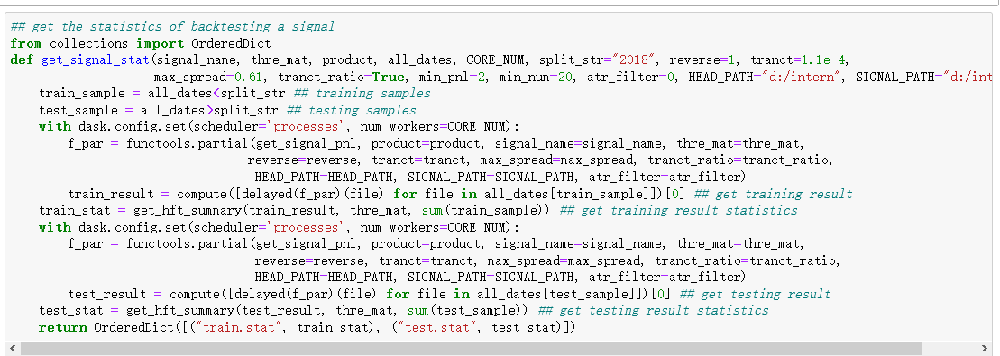 ## get the statistics of backtesting a signal
from collections import OrderedDict
def get_signal_stat(signal_name, thre_mat, product, all_dates, CORE_NUM, split_str="2018", reverse=1, tranct=1.1e-4,
                    max_spread=0.61, tranct_ratio=True, min_pnl=2, min_num=20, atr_filter=0, HEAD_PATH="d:/intern", SIGNAL_PATH="d:/int
    train_sample = all_dates<split_str ## training samples
    test_sample = all_dates>split_str ## testing samples
    with dask.config.set(scheduler='processes', num_workers=CORE_NUM):
        f_par = functools.partial(get_signal_pnl, product=product, signal_name=signal_name, thre_mat=thre_mat,
                                 reverse=reverse, tranct=tranct, max_spread=max_spread, tranct_ratio=tranct_ratio,
                                  HEAD_PATH=HEAD_PATH, SIGNAL_PATH=SIGNAL_PATH, atr_filter=atr_filter)
        train_result = compute([delayed(f_par)(file) for file in all_dates[train_sample]])[0] ## get training result
    train_stat = get_hft_summary(train_result, thre_mat, sum(train_sample)) ## get training result statistics
    with dask.config.set(scheduler='processes', num_workers=CORE_NUM):
        f_par = functools.partial(get_signal_pnl, product=product, signal_name=signal_name, thre_mat=thre_mat,
                                  reverse=reverse, tranct=tranct, max_spread=max_spread, tranct_ratio=tranct_ratio,
                                  HEAD_PATH=HEAD_PATH, SIGNAL_PATH=SIGNAL_PATH, atr_filter=atr_filter)
        test_result = compute([delayed(f_par)(file) for file in all_dates[test_sample]])[0] ## get testing result
    test_stat = get_hft_summary(test_result, thre_mat, sum(test_sample)) ## get testing result statistics
    return OrderedDict([("train.stat", train_stat), ("test.stat", test_stat)])